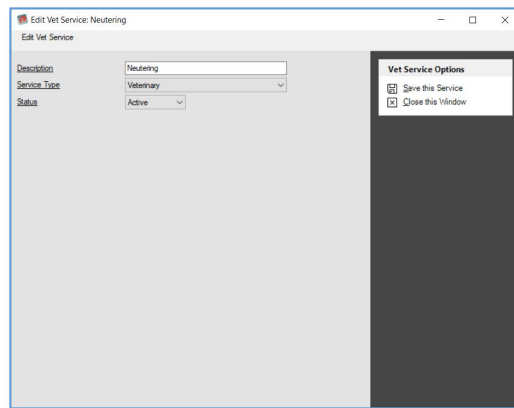 Edit Vet Service: Neutering
Edit Vet Service
Description
Neutering
Service Type
Veterinary
Status
Active
Vet Service Options
Save this Service
Close this Window